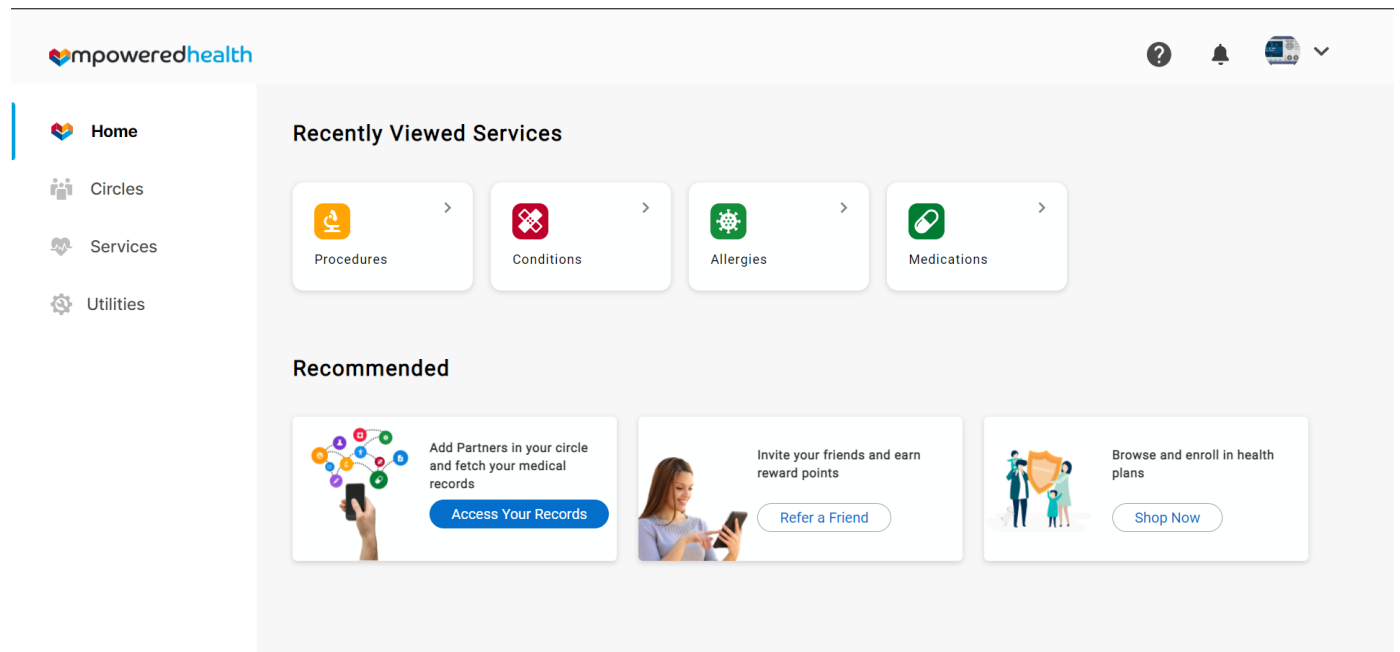 mpoweredhealth
Home
Circles
Services
Utilities
Recently Viewed Services
Procedures
Conditions
Allergies
Medications
Recommended
Add Partners in your circle
and fetch your medical
records
Access Your Records
Invite your friends and earn
reward points
Refer a Friend
Browse and enroll in health
plans
Shop Now